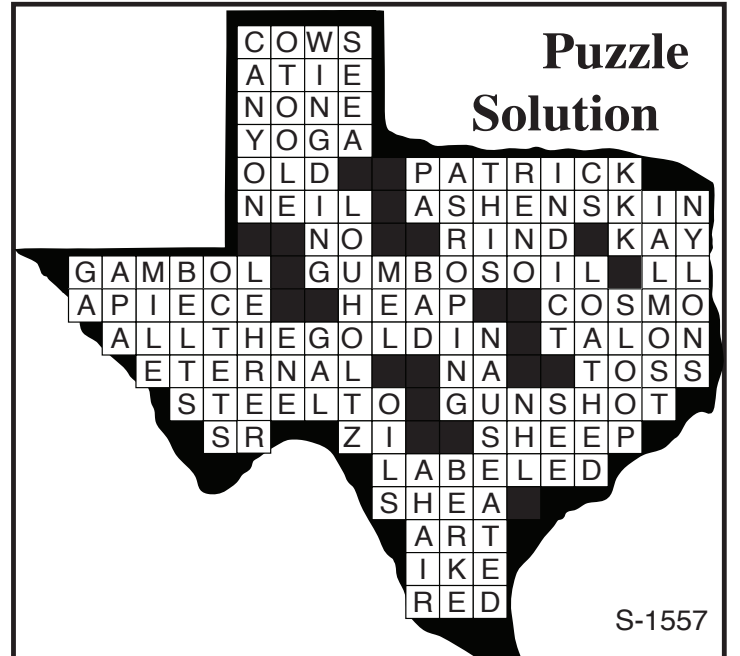 Puzzle
Solution
COWS
ATIE
NONE
YOGA
OLD PATRICK
NEIL ASHENSKIN
NO RIND KAY
GAMBOL GUMBOSOIL LL
APIECE HEAP COSMO
ALLTHEGOLDIN TALON
ETERNAL NA TOSS
STEELTO GUNSHOT
SR ZI SHEEP
LABELED
SHEA
ART
IKE
RED
S-1557